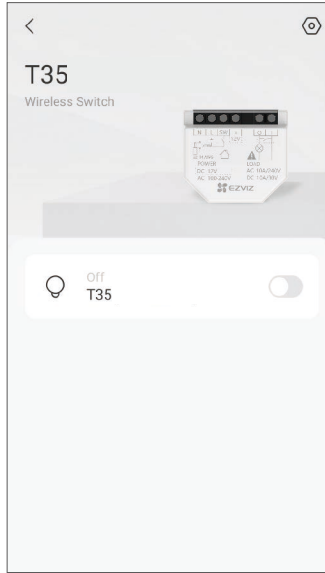 T35
Wireless Switch
N L SW
POWER
LOAD
DC 12V
AC 10A/240V
AC 100-240V
DC 10A/30V
EZVIZ
Off
T35